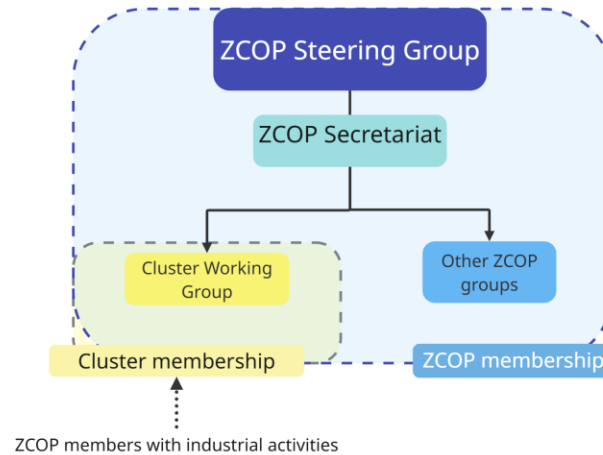 ZCOP Steering Group
ZCOP Secretariat
Cluster Working
Group
Other ZCOP
groups
Cluster membership
ZCOP membership
ZCOP members with industrial activities